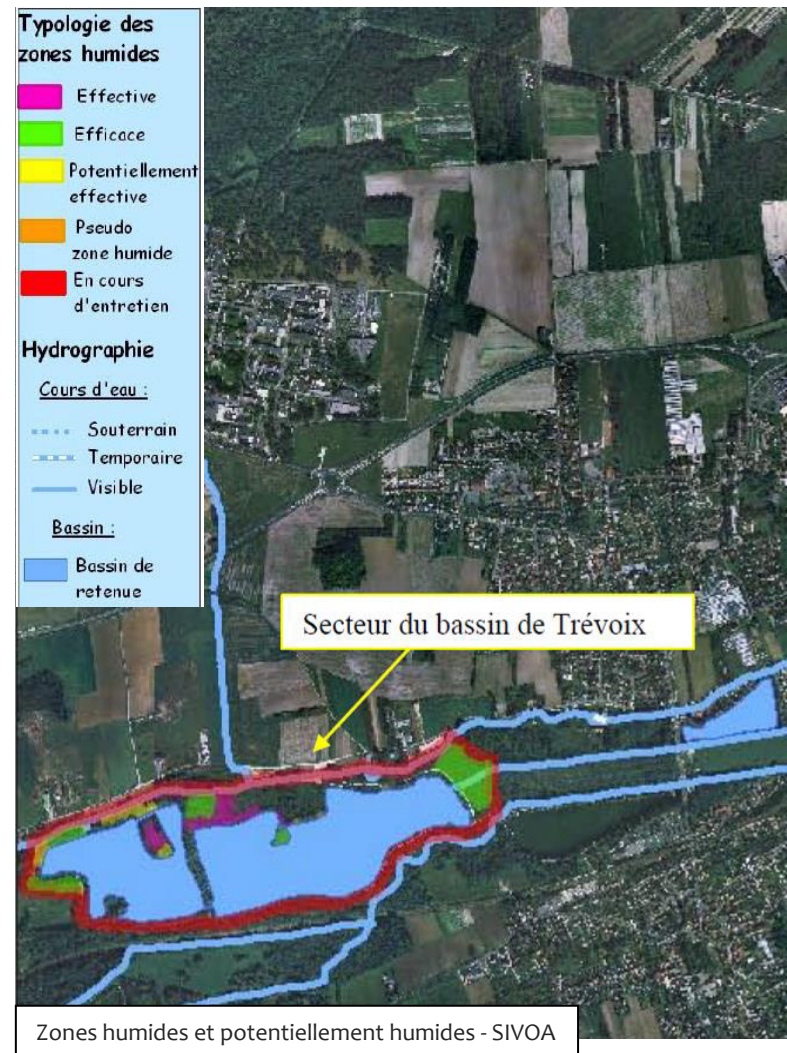 Typologie des
zones humides
Effective
Efficace
Potentiellement
effective
Pseudo
zone humide
En cours
d'entretien
Hydrographie
Cours d'eau :
Souterrain
Temporaire
Visible
Bassin :
Bassin de
retenue
Secteur du bassin de Trévoix
Zones humides et potentiellement humides - SIVOA